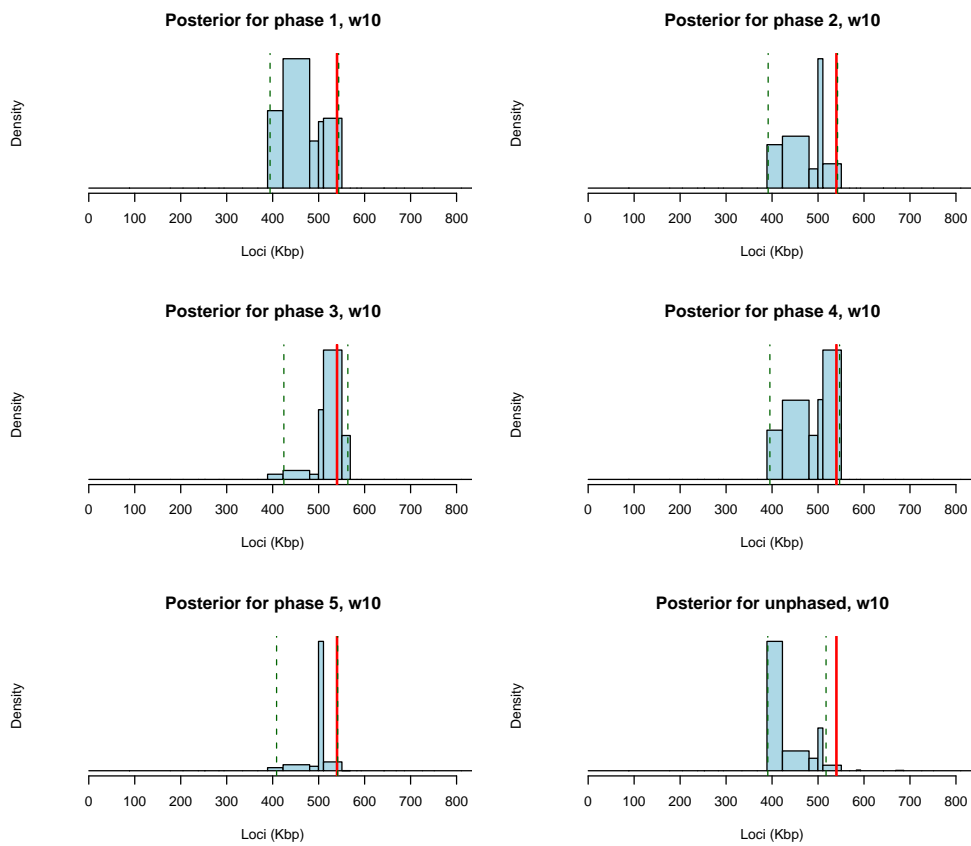 Posterior for phase 1, w10
Density
0 100 200 300 400 500 600 700 800
Loci (Kbp)
Posterior for phase 2, w10
Density
0 100 200 300 400 500 600 700 800
Loci (Kbp)
Posterior for phase 3, w10
Density
0 100 200 300 400 500 600 700 800
Loci (Kbp)
Posterior for phase 4, w10
Density
0 100 200 300 400 500 600 700 800
Loci (Kbp)
Posterior for phase 5, w10
Density
0 100 200 300 400 500 600 700 800
Loci (Kbp)
Posterior for unphased, w10
Density
0 100 200 300 400 500 600 700 800
Loci (Kbp)